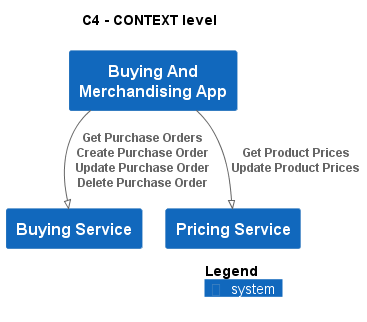 C4 - CONTEXT level
Buying And
Merchandising App
Get Purchase Orders
Create Purchase Order
Update Purchase Order
Delete Purchase Order
Get Product Prices
Update Product Prices
Buying Service
Pricing Service
Legend
system